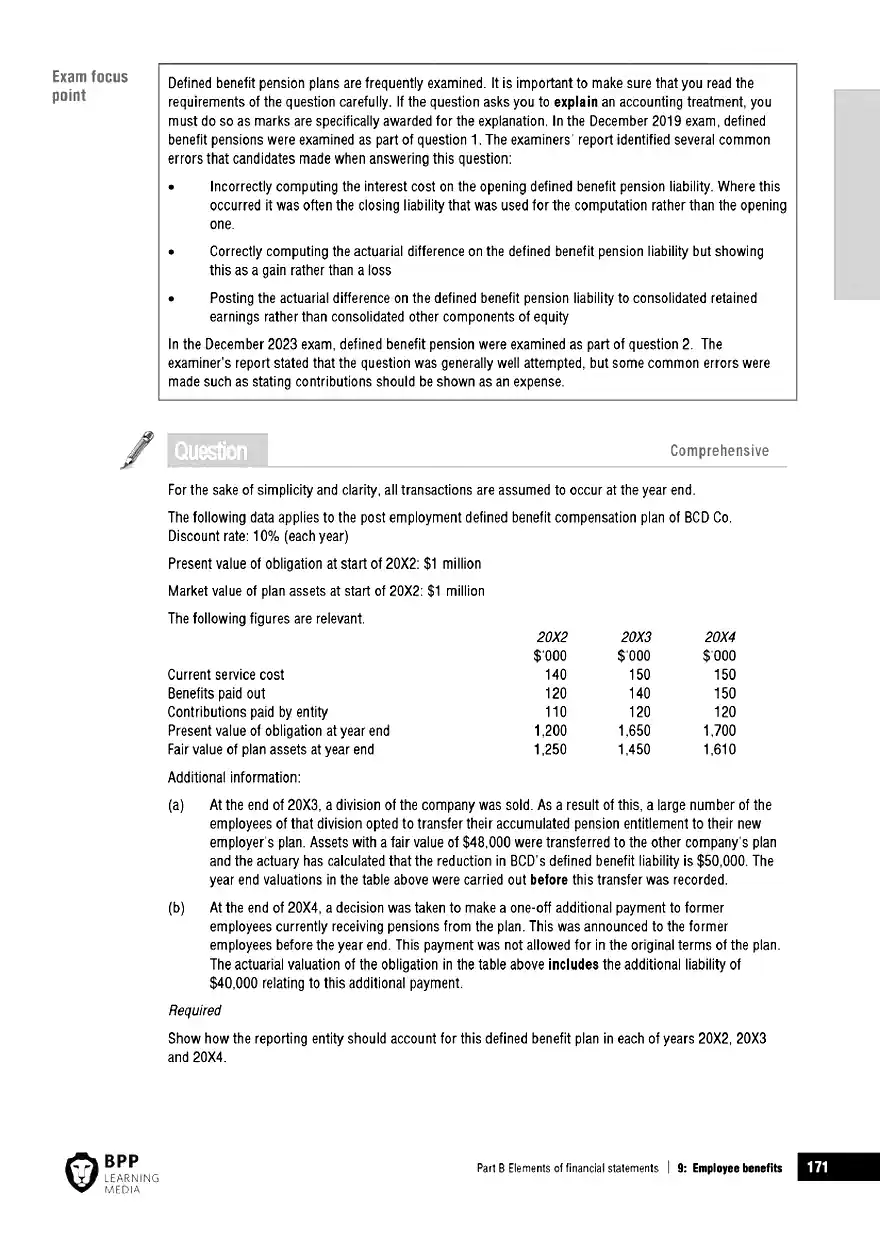 Exam focus
point
Defined benefit pension plans are frequently examined. It is important to make sure that you read the
requirements of the question carefully. If the question asks you to explain an accounting treatment, you
must do so as marks are specifically awarded for the explanation. In the December 2019 exam, defined
benefit pensions were examined as part of question 1. The examiners' report identified several common
errors that candidates made when answering this question:
• Incorrectly computing the interest cost on the opening defined benefit pension liability. Where this
occurred it was often the closing liability that was used for the computation rather than the opening
one.
• Correctly computing the actuarial difference on the defined benefit pension liability but showing
this as a gain rather than a loss
• Posting the actuarial difference on the defined benefit pension liability to consolidated retained
earnings rather than consolidated other components of equity
In the December 2023 exam, defined benefit pension were examined as part of question 2. The
examiner's report stated that the question was generally well attempted, but some common errors were
made such as stating contributions should be shown as an expense.
Question Comprehensive
For the sake of simplicity and clarity, all transactions are assumed to occur at the year end.
The following data applies to the post employment defined benefit compensation plan of BCD Co.
Discount rate: 10% (each year)
Present value of obligation at start of 20X2: $1 million
Market value of plan assets at start of 20X2: $1 million
The following figures are relevant.
20X2 20X3 20X4
$'000 $'000 $'000
Current service cost 140 150 150
Benefits paid out 120 140 150
Contributions paid by entity 110 120 120
Present value of obligation at year end 1,200 1,650 1,700
Fair value of plan assets at year end 1,250 1,450 1,610
Additional information:
(a) At the end of 20X3, a division of the company was sold. As a result of this, a large number of the
employees of that division opted to transfer their accumulated pension entitlement to their new
employer's plan. Assets with a fair value of $48,000 were transferred to the other company's plan
and the actuary has calculated that the reduction in BCD's defined benefit liability is $50,000. The
year end valuations in the table above were carried out before this transfer was recorded.
(b) At the end of 20X4, a decision was taken to make a one-off additional payment to former
employees currently receiving pensions from the plan. This was announced to the former
employees before the year end. This payment was not allowed for in the original terms of the plan.
The actuarial valuation of the obligation in the table above includes the additional liability of
$40,000 relating to this additional payment.
Required
Show how the reporting entity should account for this defined benefit plan in each of years 20X2, 20X3
and 20X4.
BPP
LEARNING
MEDIA
Part B Elements of financial statements | 9: Employee benefits 171